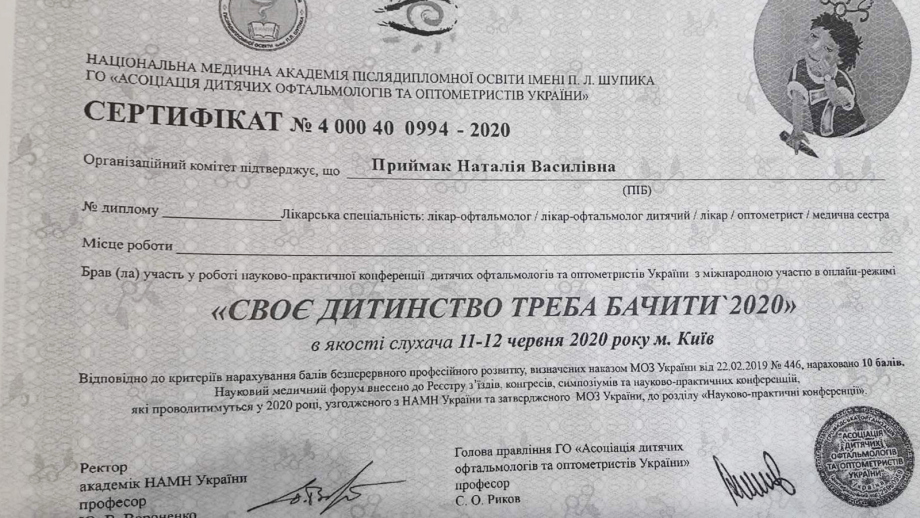 НАЦІОНАЛЬНА МЕДИЧНА АКАДЕМІЯ ПІСЛЯДИПЛОМНОЇ ОСВІТИ ІМЕНІ П. Л. ШУПИКА
ГО «АСОЦІАЦІЯ ДИТЯЧИХ ОФТАЛЬМОЛОГІВ ТА ОПТОМЕТРИСТІВ УКРАЇНИ»
СЕРТИФІКАТ № 4 000 40 0994 - 2020
Організаційний комітет підтверджує, що Приймак Наталія Василівна
(ПІБ)
№ диплому ____________ Лікарська спеціальність: лікар-офтальмолог / лікар-офтальмолог дитячий / лікар / оптометрист / медична сестра
Місце роботи
Брав (ла) участь у роботі науково-практичної конференції дитячих офтальмологів та оптометристів України з міжнародною участю в онлайн-режимі
«СВОЄ ДИТИНСТВО ТРЕБА БАЧИТИ`2020»
в якості слухача 11-12 червня 2020 року м. Київ
Відповідно до критеріїв нарахування балів безперервного професійного розвитку, визначених наказом МОЗ України від 22.02.2019 № 446, нараховано 10 балів.
Науковий медичний форум внесено до Реєстру з’їздів, конгресів, симпозіумів та науково-практичних конференцій,
які проводитимуться у 2020 році, узгодженого з НАМН України та затвердженого МОЗ України, до розділу «Науково-практичні конференції».
Ректор
академік НАМН України
професор
Голова правління ГО «Асоціація дитячих
офтальмологів та оптометристів України»
професор
С. О. Риков
АСОЦІАЦІЯ
ДИТЯЧИХ
ОФТАЛЬМОЛОГІВ
ТА ОПТОМЕТРИСТІВ
УКРАЇНИ